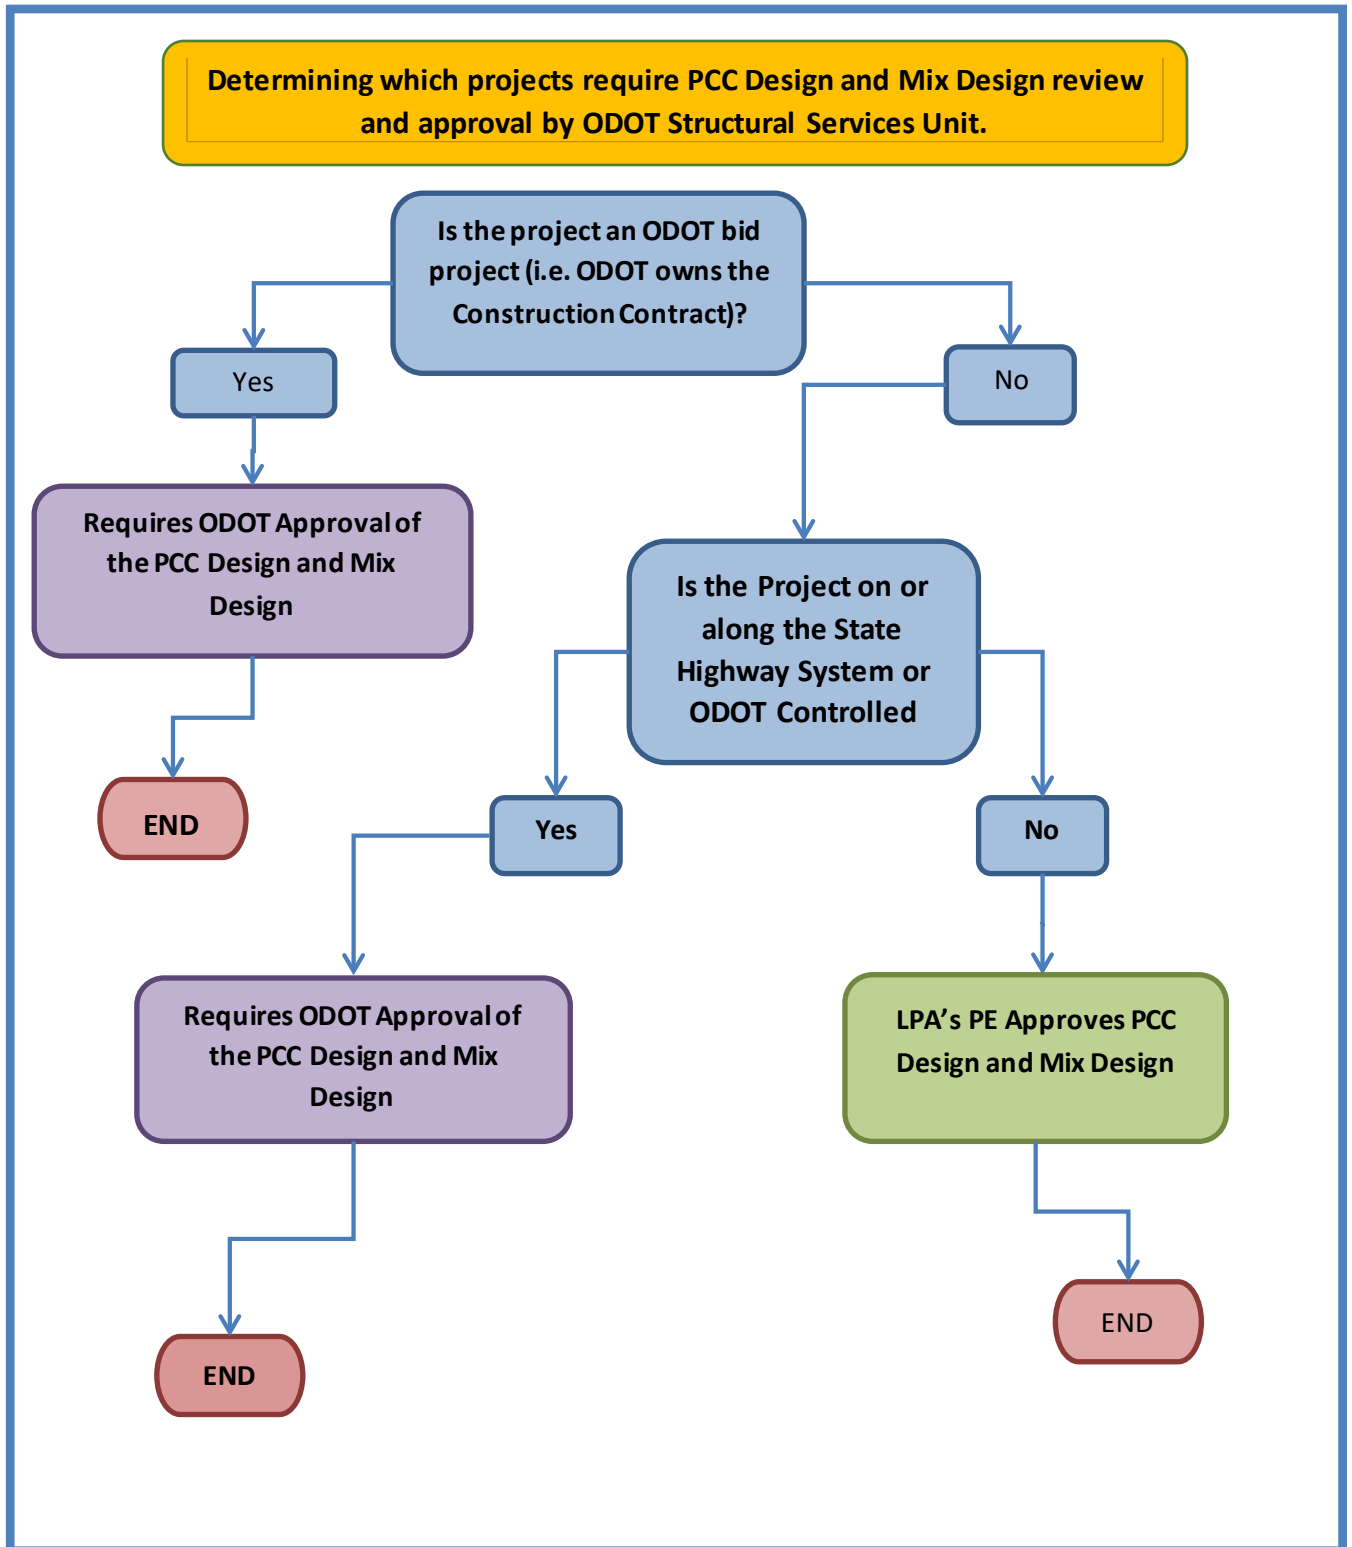 Determining which projects require PCC Design and Mix Design review
and approval by ODOT Structural Services Unit.
Is the project an ODOT bid
project (i.e. ODOT owns the
Construction Contract)?
Yes
No
Requires ODOT Approval of
the PCC Design and Mix
Design
Is the Project on or
along the State
Highway System or
ODOT Controlled
END
Yes
No
Requires ODOT Approval of
the PCC Design and Mix
Design
LPA’s PE Approves PCC
Design and Mix Design
END
END